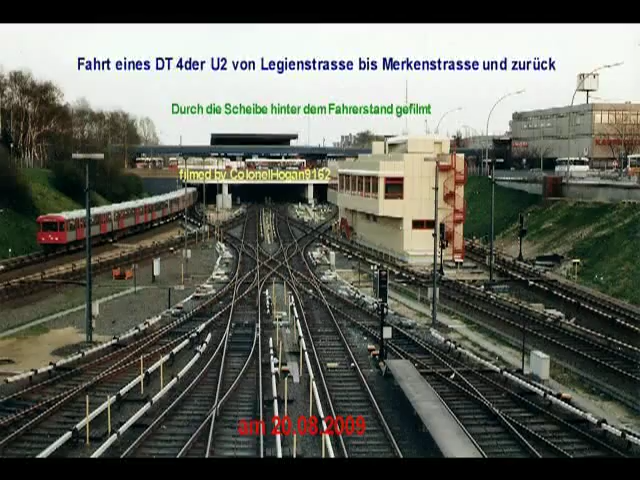 Fahrt eines DT 4der U2 von Legienstrasse bis Merkenstrasse und zurück
Durch die Scheibe hinter dem Fahrerstand gefilmt
filmed by ColonelHogan9162
am 20.08.2009